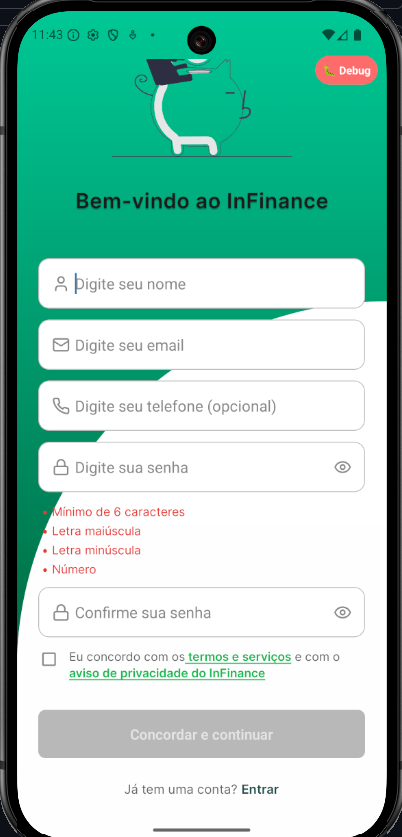 11:43
Debug
Bem-vindo ao InFinance
Digite seu nome
Digite seu email
Digite seu telefone (opcional)
Digite sua senha
• Mínimo de 6 caracteres
• Letra maiúscula
• Letra minúscula
• Número
Confirme sua senha
Eu concordo com os termos e serviços e com o
aviso de privacidade do InFinance
Concordar e continuar
Já tem uma conta? Entrar